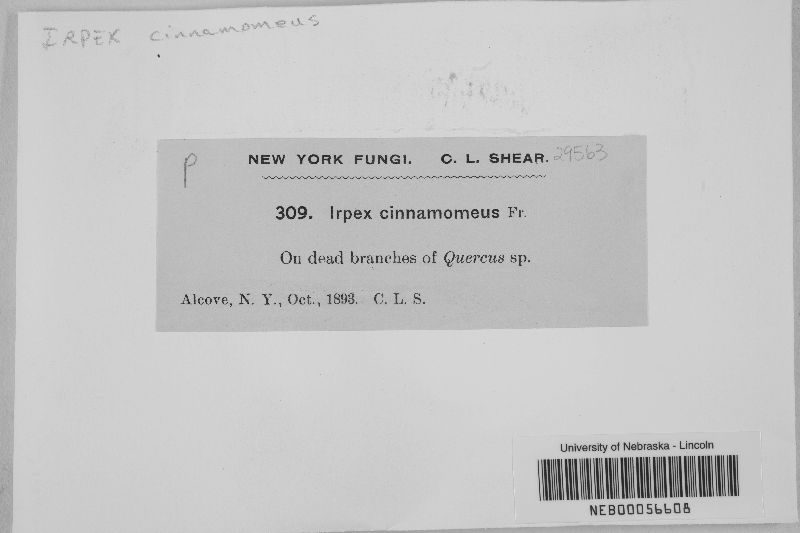 IRPEX cinnamomeus
P
NEW YORK FUNGI. C. L. SHEAR. 29563
309. Irpex cinnamomeus Fr.
On dead branches of Quercus sp.
Alcove, N. Y., Oct., 1893. C. L. S.
University of Nebraska - Lincoln
NEB00056608